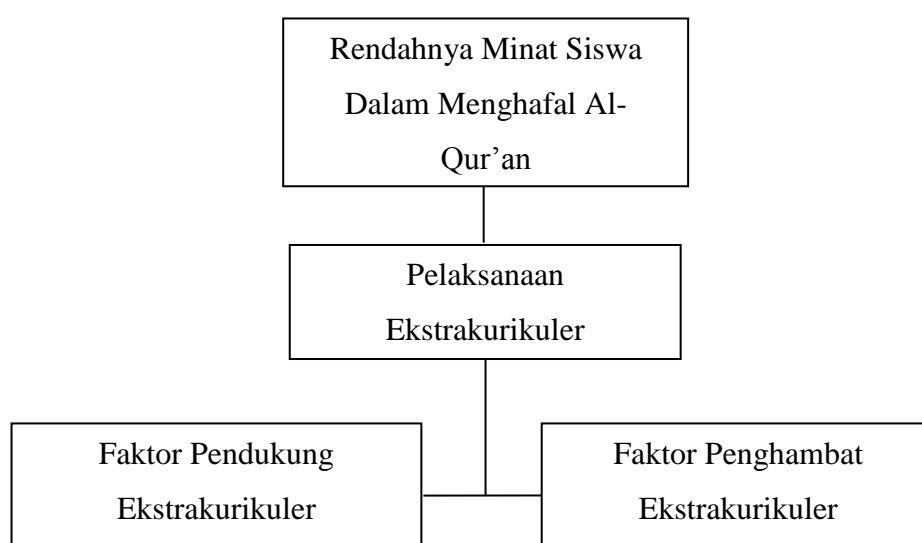 Rendahnya Minat Siswa
Dalam Menghafal Al-
Qur’an
Pelaksanaan
Ekstrakurikuler
Faktor Pendukung
Ekstrakurikuler
Faktor Penghambat
Ekstrakurikuler